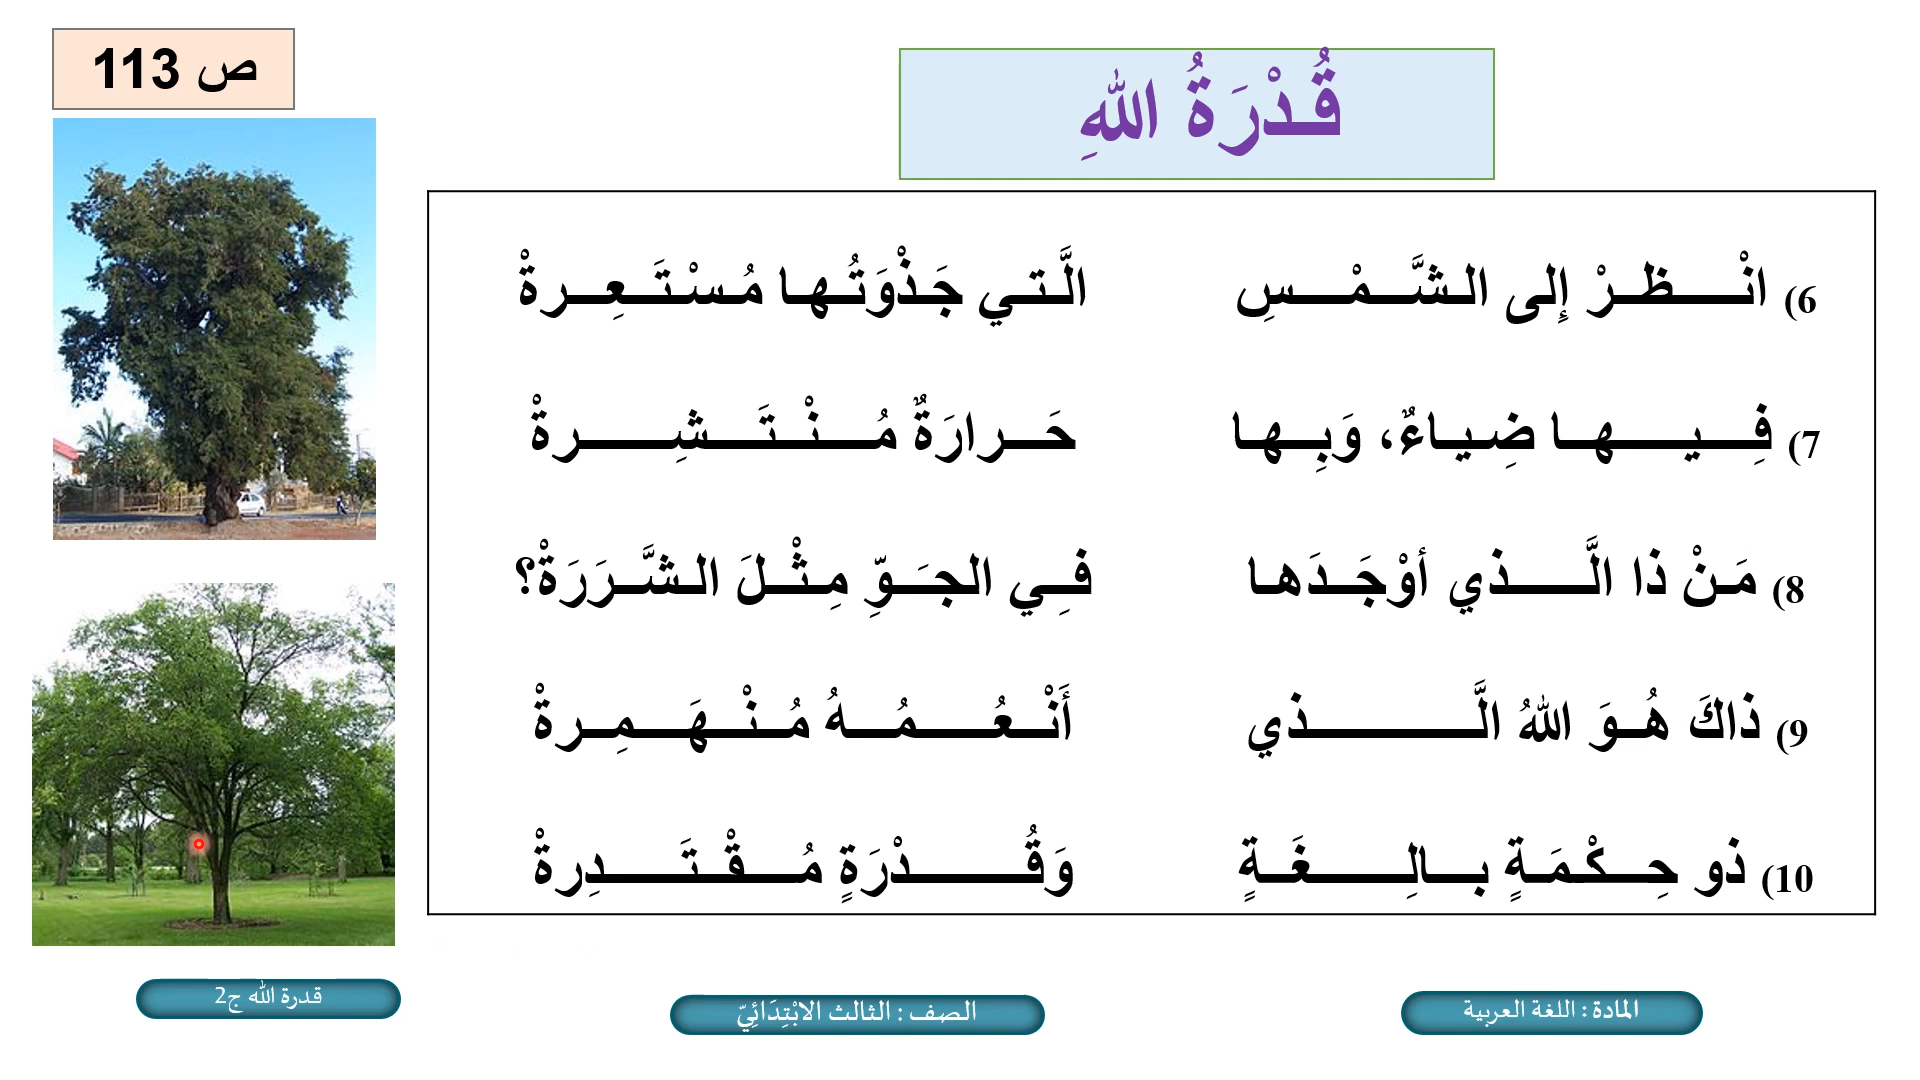 ص 113
قُدْرَةُ اللهِ
6) انْظرْ إِلى الشَّمْسِ الَّتي جَذْوَتُها مُسْتَعِرةْ
7) فِيها ضِياءٌ، وَبِها حَرارَةٌ مُنْتَشِرةْ
8) مَنْ ذا الَّذي أوْجَدَها فِي الجَوِّ مِثْلَ الشَّرَرَةْ؟
9) ذاكَ هُوَ اللهُ الَّذي أَنْعُمُهُ مُنْهَمِرةْ
10) ذو حِكْمَةٍ بالِغَةٍ وَقُدْرَةٍ مُقْتَدِرةْ
المادة : اللغة العربية
الصف : الثالث الابْتِدَائِيّ
قدرة الله ج2